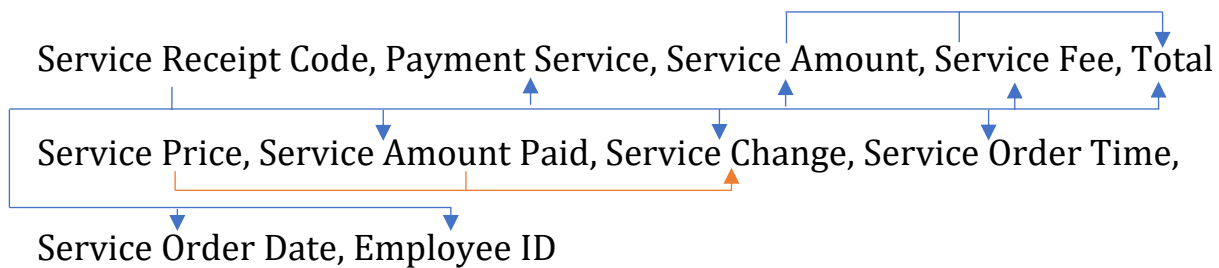 Service Receipt Code, Payment Service, Service Amount, Service Fee, Total
Service Price, Service Amount Paid, Service Change, Service Order Time,
Service Order Date, Employee ID